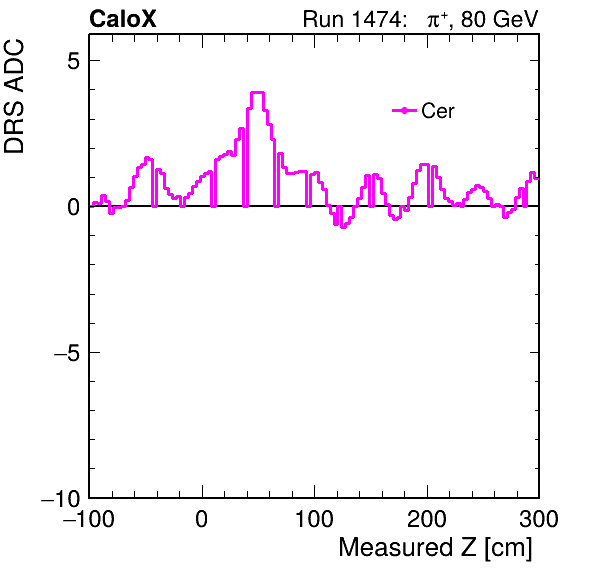 CaloX Run 1474: π⁺, 80 GeV
DRS ADC
5
Cer
0
−5
−10
−100 0 100 200 300
Measured Z [cm]